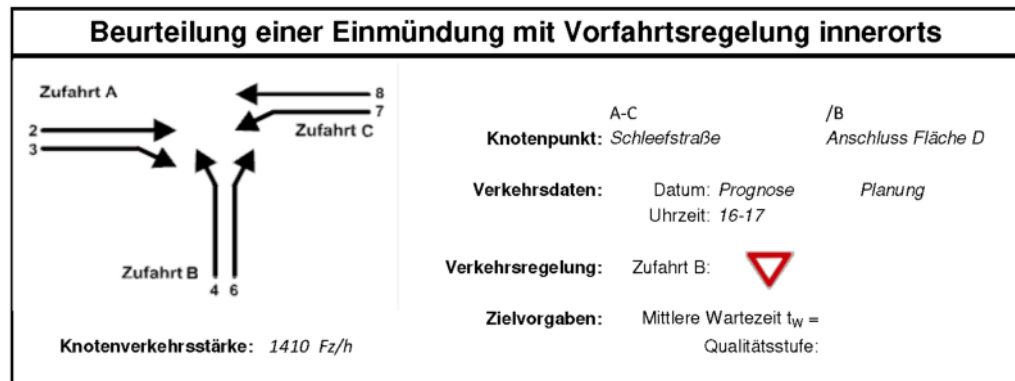 Beurteilung einer Einmündung mit Vorfahrtsregelung innerorts
Zufahrt A
8
7
Zufahrt C
2
3
Zufahrt B
4 6
Knotenverkehrsstärke: 1410 Fz/h
A-C /B
Knotenpunkt: Schleefstraße Anschluss Fläche D
Verkehrsdaten: Datum: Prognose Planung
Uhrzeit: 16-17
Verkehrsregelung: Zufahrt B:
Zielvorgaben: Mittlere Wartezeit tW =
Qualitätsstufe: